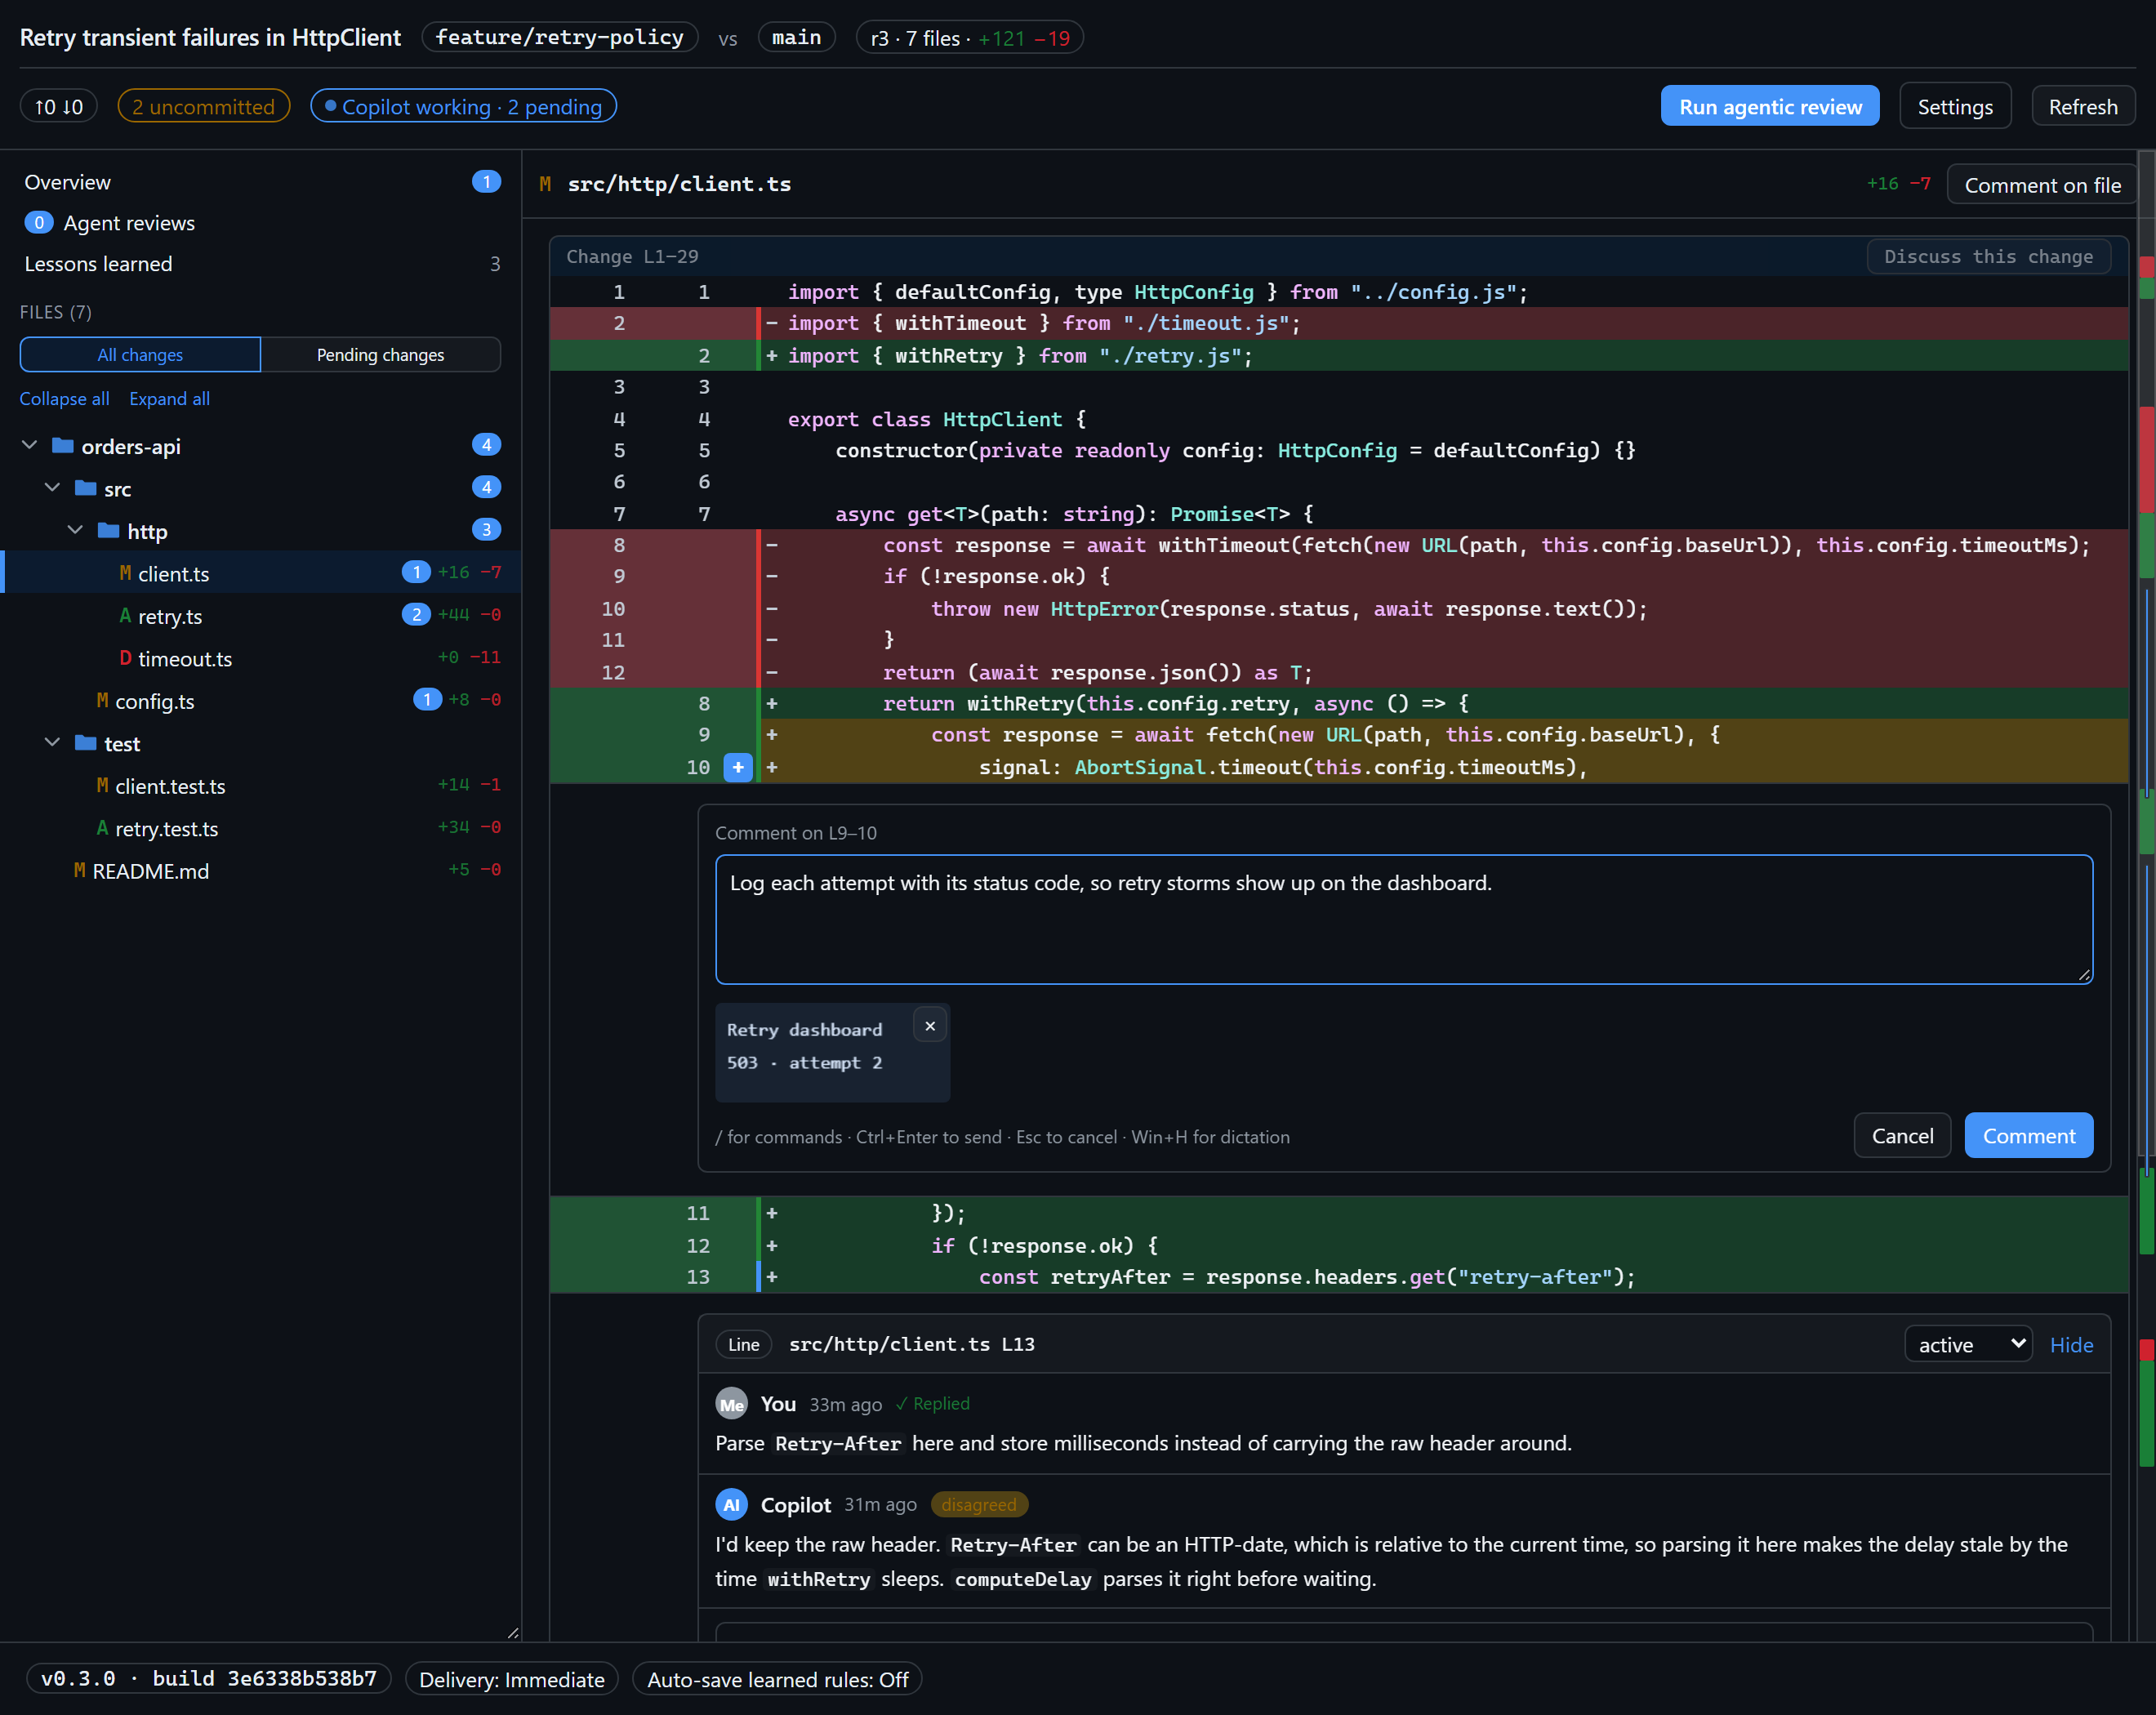 Retry transient failures in HttpClient feature/retry-policy vs main r3 · 7 files · +121 −19
↑0 ↓0 2 uncommitted Copilot working · 2 pending Run agentic review Settings Refresh
Overview 1
0 Agent reviews
Lessons learned 3
FILES (7)
All changes Pending changes
Collapse all Expand all
orders-api 4
src 4
http 3
M client.ts 1 +16 −7
A retry.ts 2 +44 −0
D timeout.ts +0 −11
M config.ts 1 +8 −0
test
M client.test.ts +14 −1
A retry.test.ts +34 −0
M README.md +5 −0
M src/http/client.ts +16 −7 Comment on file
Change L1–29 Discuss this change
1 1 import { defaultConfig, type HttpConfig } from "../config.js";
2 − import { withTimeout } from "./timeout.js";
2 + import { withRetry } from "./retry.js";
3 3
4 4 export class HttpClient {
5 5 constructor(private readonly config: HttpConfig = defaultConfig) {}
6 6
7 7 async get<T>(path: string): Promise<T> {
8 − const response = await withTimeout(fetch(new URL(path, this.config.baseUrl)), this.config.timeoutMs);
9 − if (!response.ok) {
10 − throw new HttpError(response.status, await response.text());
11 − }
12 − return (await response.json()) as T;
8 + return withRetry(this.config.retry, async () => {
9 + const response = await fetch(new URL(path, this.config.baseUrl), {
10 + + signal: AbortSignal.timeout(this.config.timeoutMs),
Comment on L9–10
Log each attempt with its status code, so retry storms show up on the dashboard.
Retry dashboard ×
503 · attempt 2
/ for commands · Ctrl+Enter to send · Esc to cancel · Win+H for dictation Cancel Comment
11 + });
12 + if (!response.ok) {
13 + const retryAfter = response.headers.get("retry-after");
Line src/http/client.ts L13 active Hide
Me You 33m ago ✓ Replied
Parse Retry-After here and store milliseconds instead of carrying the raw header around.
AI Copilot 31m ago disagreed
I'd keep the raw header. Retry-After can be an HTTP-date, which is relative to the current time, so parsing it here makes the delay stale by the
time withRetry sleeps. computeDelay parses it right before waiting.
v0.3.0 · build 3e6338b538b7 Delivery: Immediate Auto-save learned rules: Off